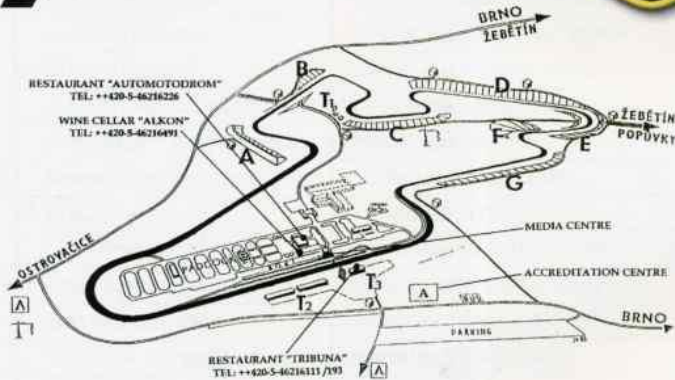 BRNO
ŽEBĚTÍN
RESTAURANT "AUTOMOTODROM"
TEL: ++420-5-46216226
WINE CELLAR "ALKON"
TEL: ++420-5-46216491
B
D
T1
C
F
E
ŽEBĚTÍN
POPŮVKY
A
G
MEDIA CENTRE
OSTROVAČICE
A
PADDOCK
ACCREDITATION CENTRE
A
T3
T2
BRNO
PARKING
RESTAURANT "TRIBUNA"
TEL: ++420-5-46216111 /193
A